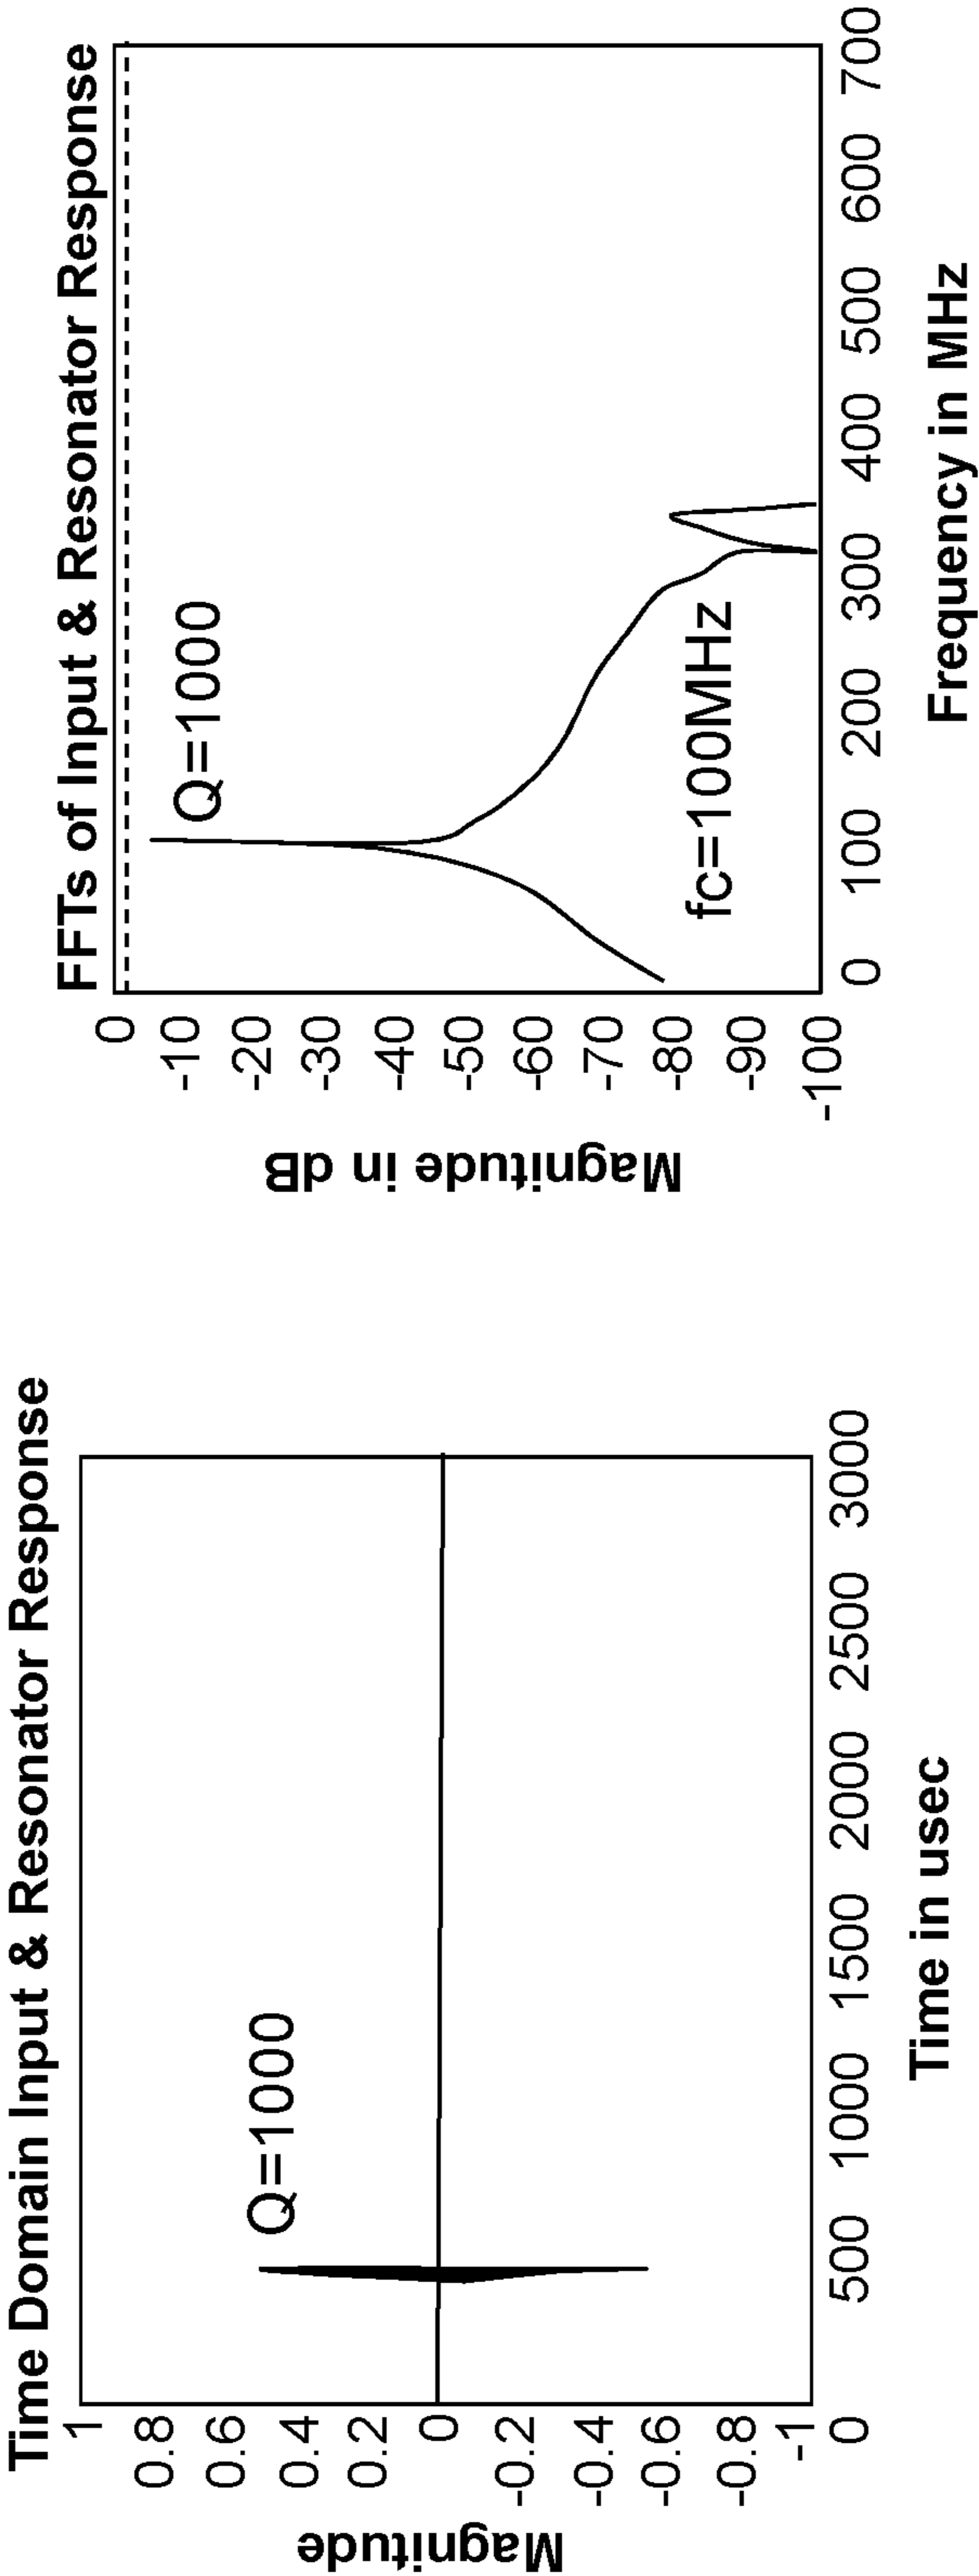 Time Domain Input & Resonator Response
Magnitude
1
0.8
0.6
0.4
0.2
0
-0.2
-0.4
-0.6
-0.8
-1
Q=1000
0 500 1000 1500 2000 2500 3000
Time in usec
FFTs of Input & Resonator Response
Magnitude in dB
0
-10
-20
-30
-40
-50
-60
-70
-80
-90
-100
Q=1000
fc=100MHz
0 100 200 300 400 500 600 700
Frequency in MHz